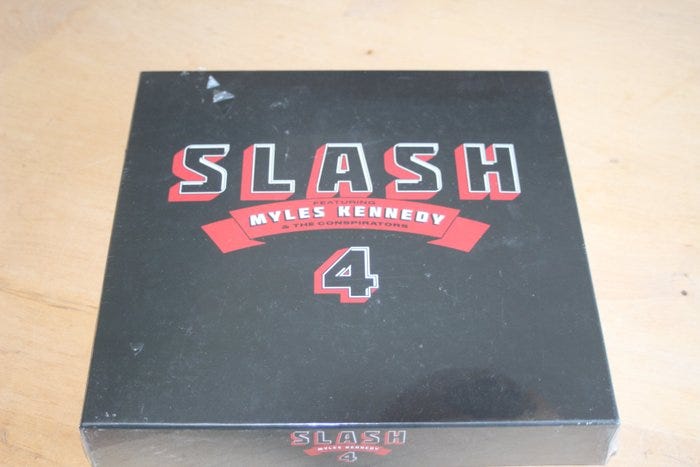 SLASH
FEATURING
MYLES KENNEDY
& THE CONSPIRATORS
4
SLASH
MYLES KENNEDY
4